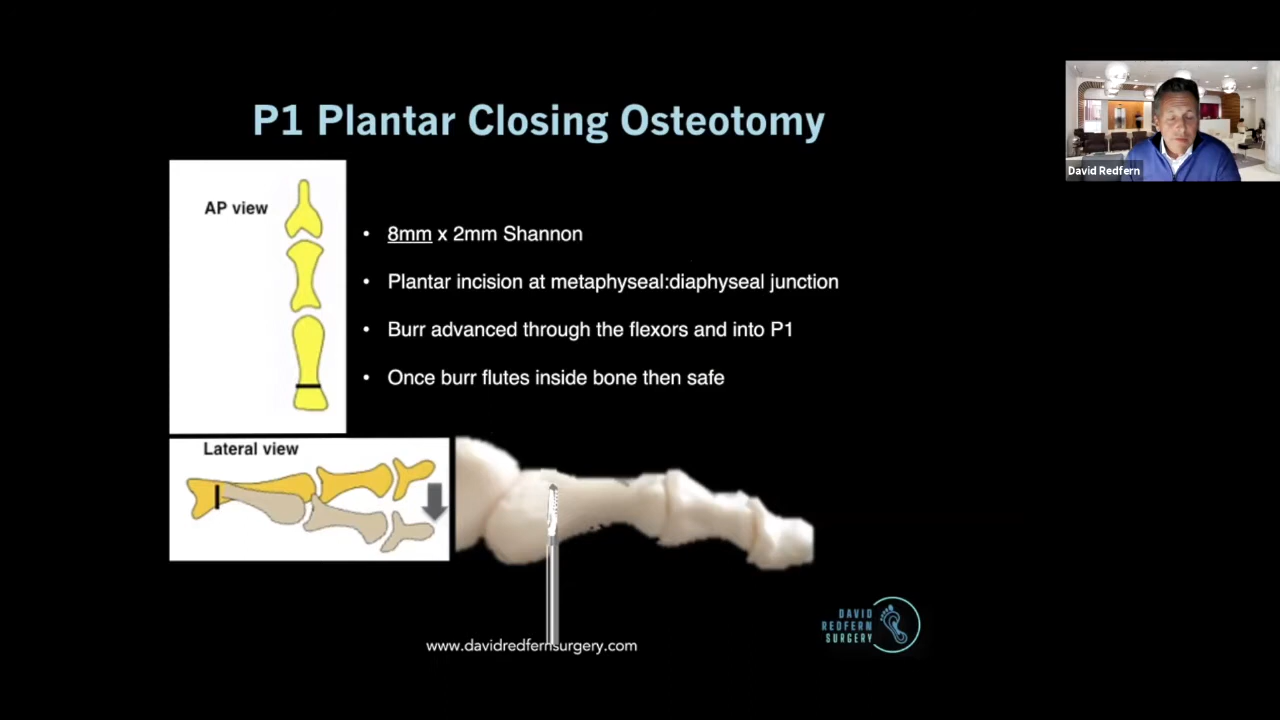 P1 Plantar Closing Osteotomy
David Redfern
AP view
• 8mm x 2mm Shannon
• Plantar incision at metaphyseal:diaphyseal junction
• Burr advanced through the flexors and into P1
• Once burr flutes inside bone then safe
Lateral view
DAVID
REDFERN
SURGERY
www.davidredfernsurgery.com